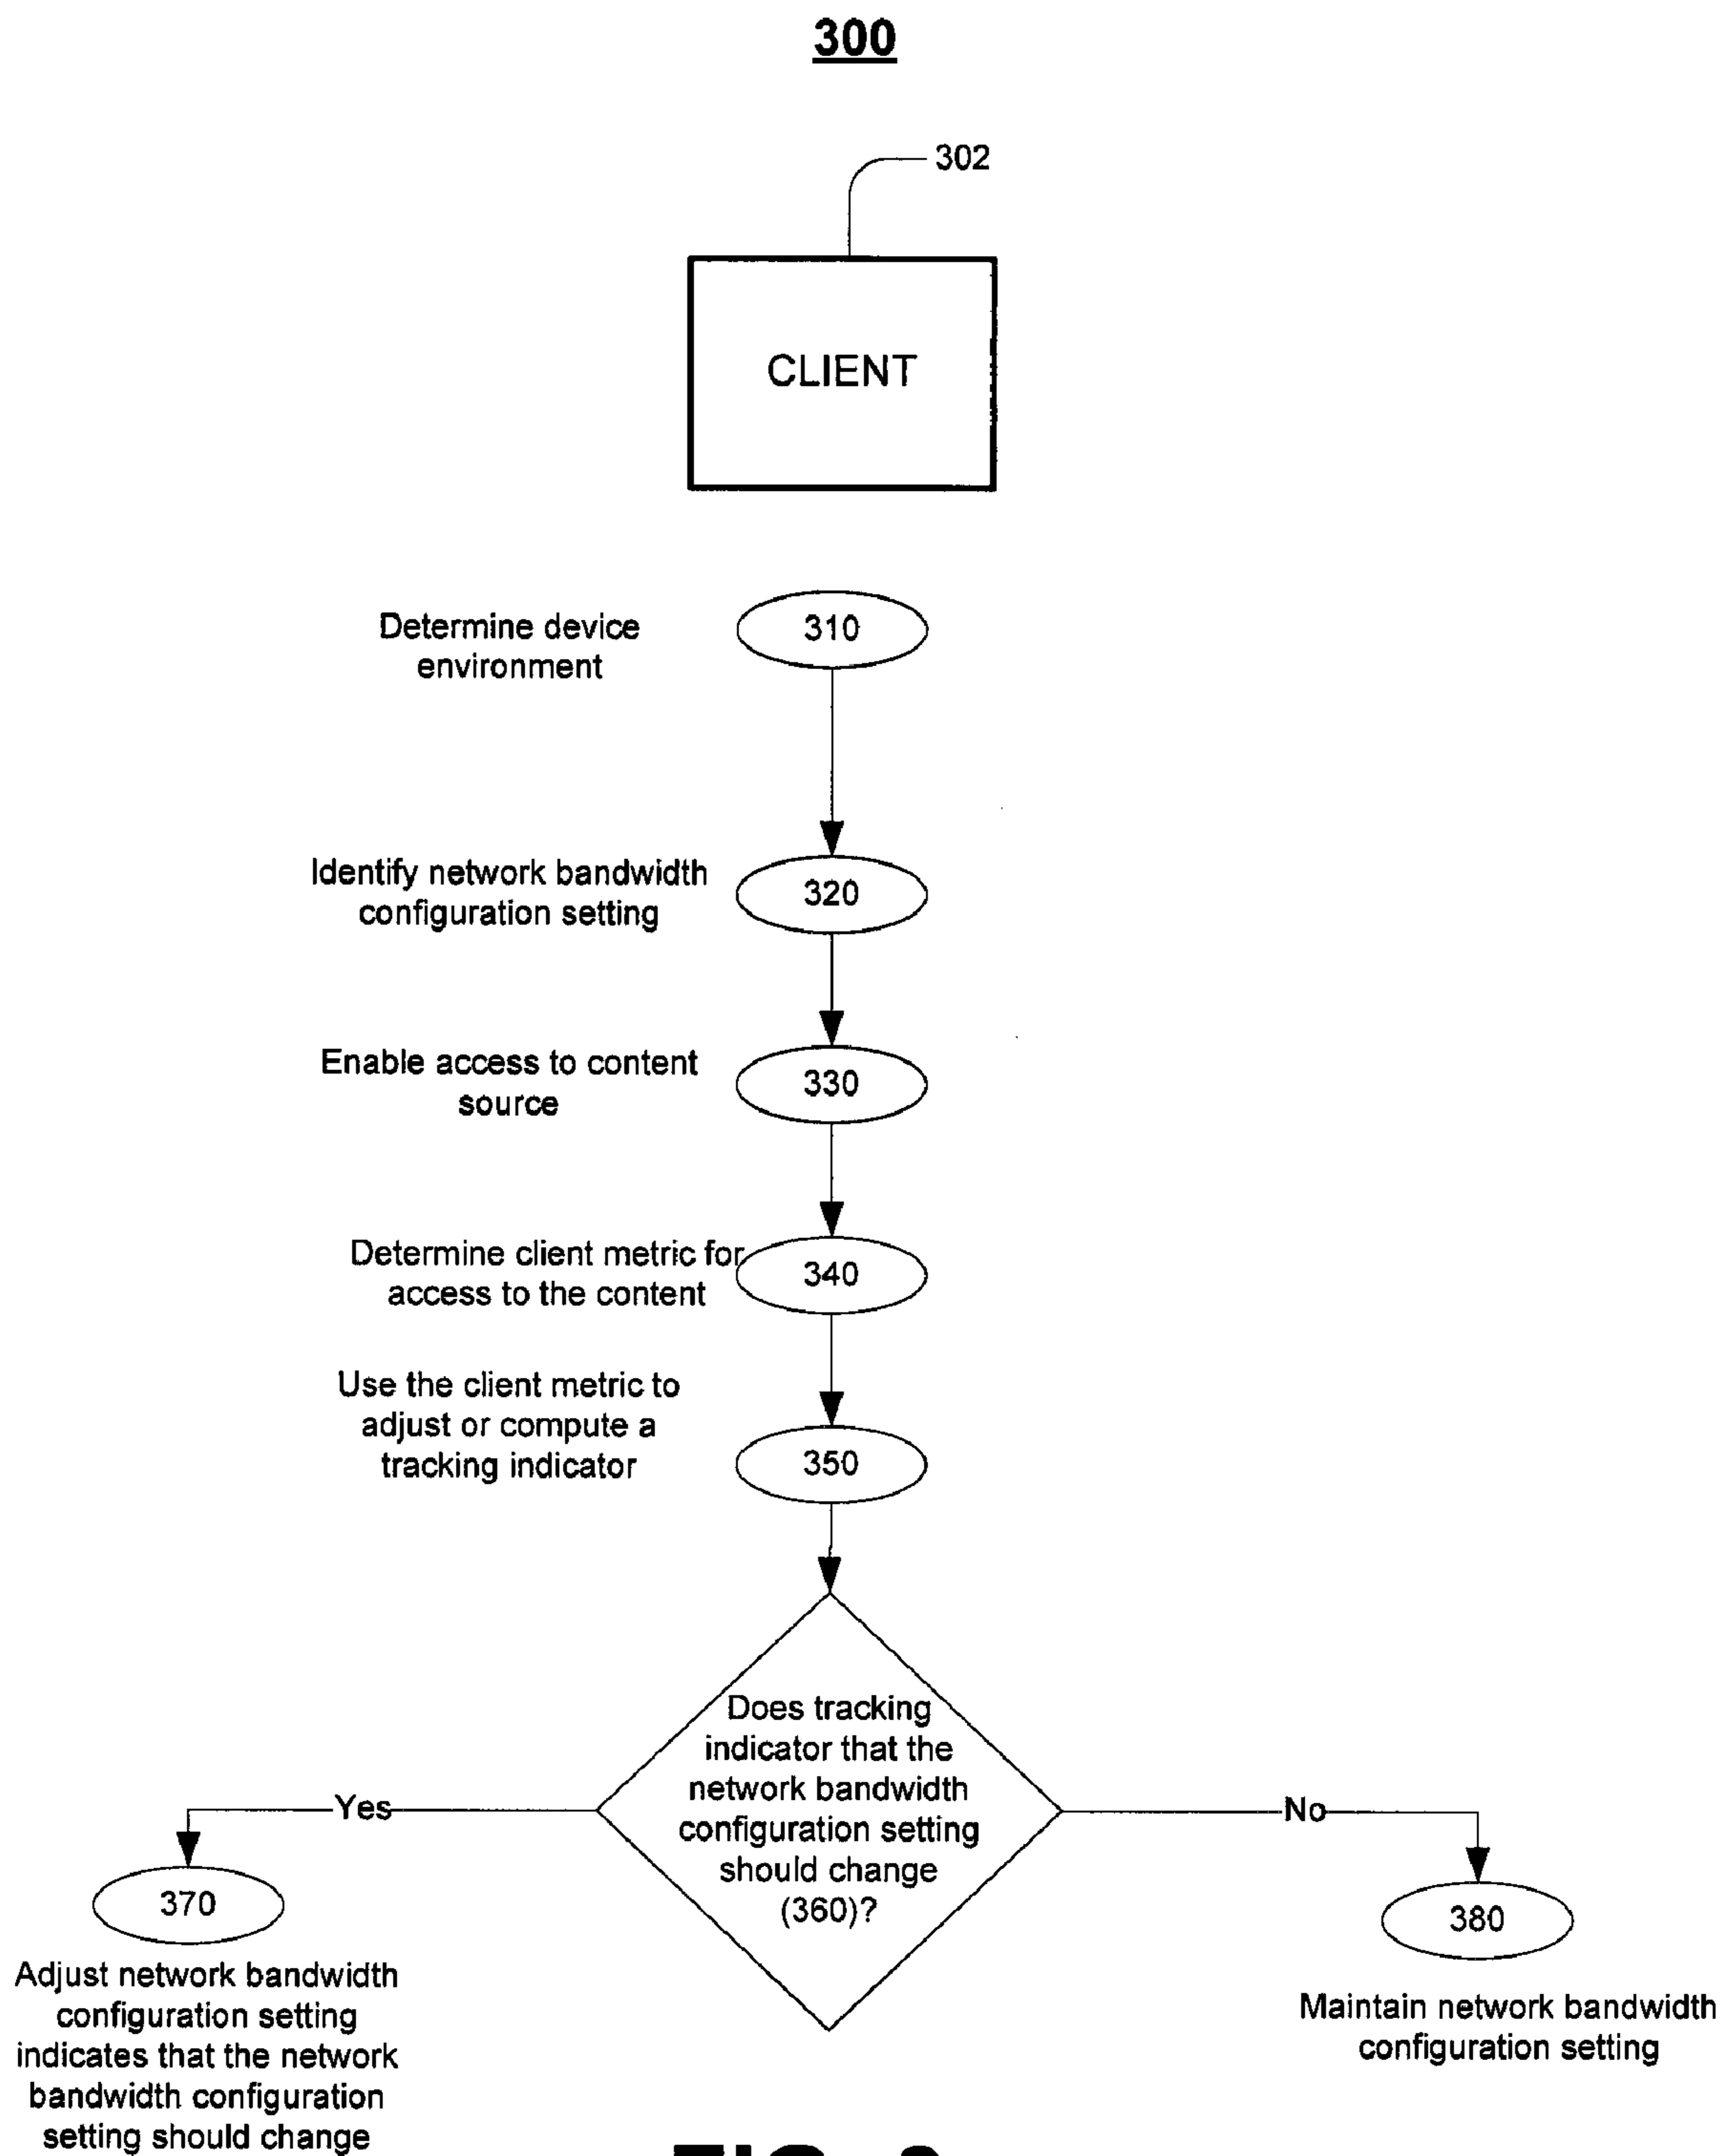 300
302
CLIENT
Determine device
environment
310
Identify network bandwidth
configuration setting
320
Enable access to content
source
330
Determine client metric for
access to the content
340
Use the client metric to
adjust or compute a
tracking indicator
350
Does tracking
indicator that the
network bandwidth
configuration setting
should change
(360)?
Yes
No
370
Adjust network bandwidth
configuration setting
indicates that the network
bandwidth configuration
setting should change
380
Maintain network bandwidth
configuration setting
FIG.